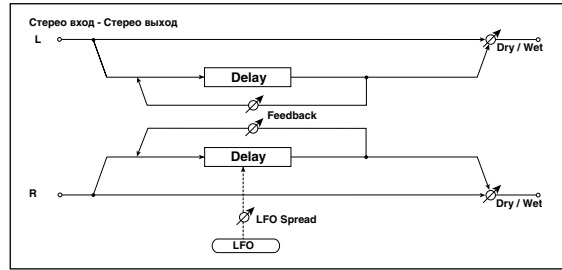 Стерео вход - Стерео выход
L
Dry / Wet
Delay
Feedback
Delay
R
Dry / Wet
LFO Spread
LFO